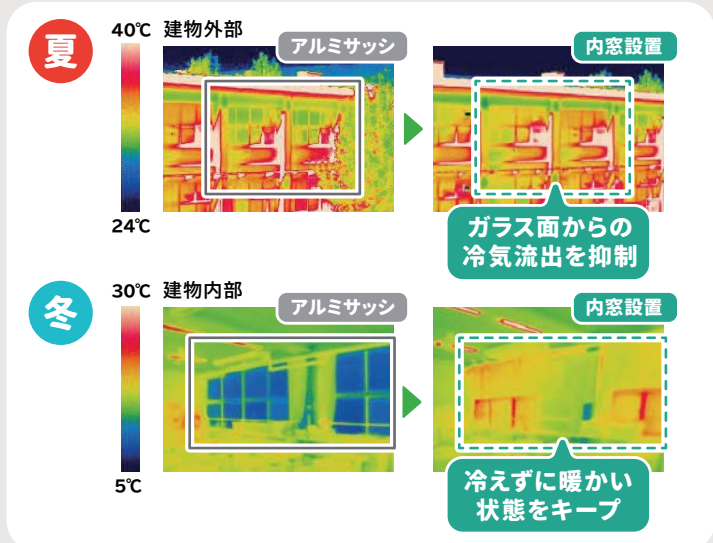 夏
40℃ 建物外部
アルミサッシ
内窓設置
24℃
ガラス面からの
冷気流出を抑制
冬
30℃ 建物内部
アルミサッシ
内窓設置
5℃
冷えずに暖かい
状態をキープ